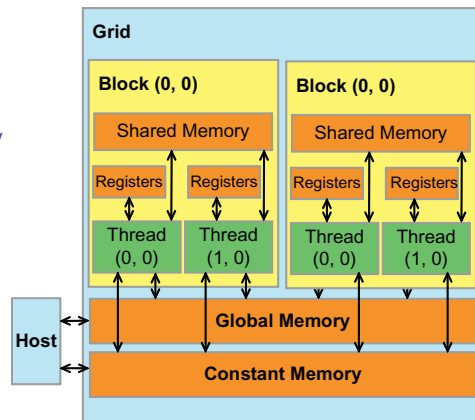 Grid
Block (0, 0)
Block (0, 0)
Shared Memory
Shared Memory
Registers
Registers
Registers
Registers
Thread
(0, 0)
Thread
(1, 0)
Thread
(0, 0)
Thread
(1, 0)
Host
Global Memory
Constant Memory